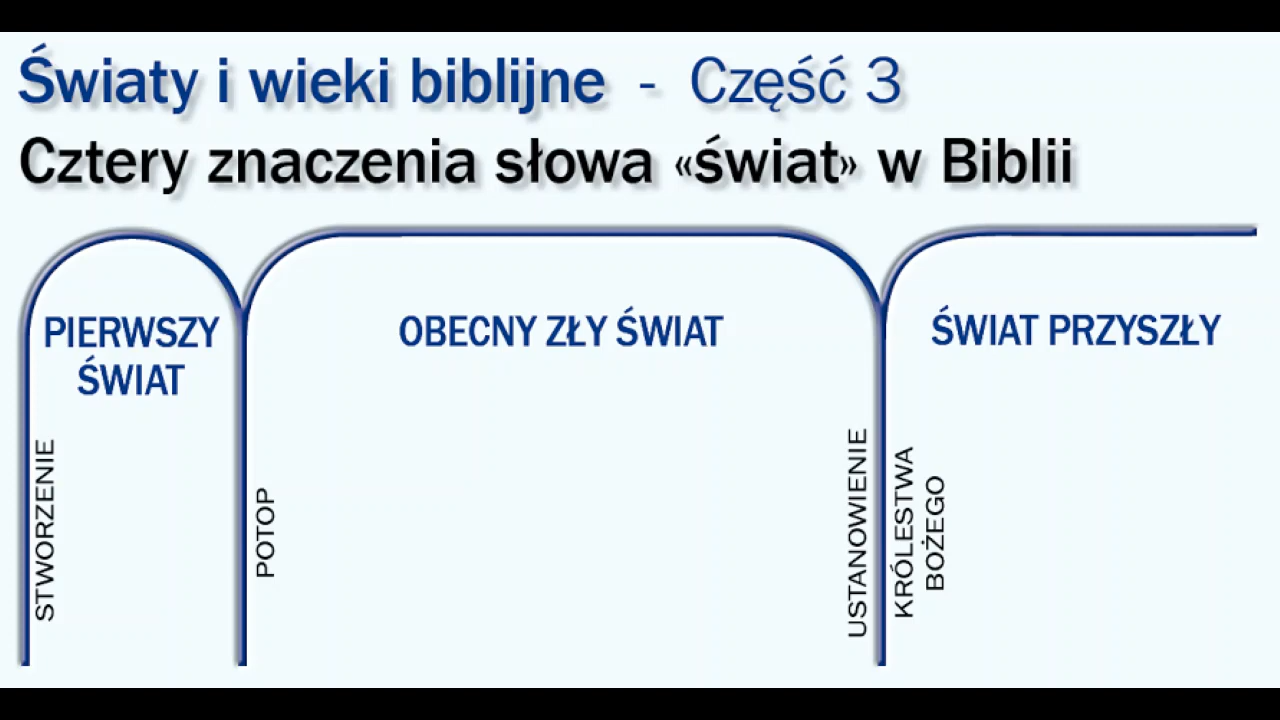 Światy i wieki biblijne - Część 3
Cztery znaczenia słowa «świat» w Biblii
PIERWSZY
ŚWIAT
OBECNY ZŁY ŚWIAT
ŚWIAT PRZYSZŁY
STWORZENIE
POTOP
USTANOWIENIE
KRÓLESTWA
BOŻEGO